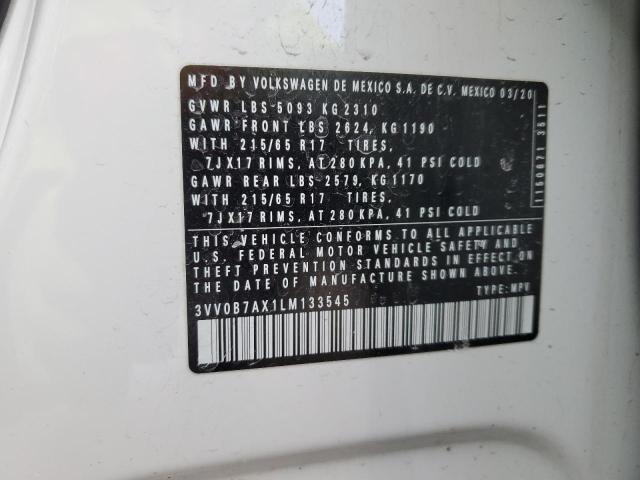 MFD BY VOLKSWAGEN DE MEXICO S.A. DE C.V. MEXICO 03/20
GVWR LBS 5093 KG 2310
GAWR FRONT LBS 2624, KG 1190
WITH 215/65 R17 TIRES,
7JX17 RIMS, AT 280 KPA, 41 PSI COLD
GAWR REAR LBS 2579, KG 1170
WITH 215/65 R17 TIRES,
7JX17 RIMS, AT 280 KPA, 41 PSI COLD
THIS VEHICLE CONFORMS TO ALL APPLICABLE
U.S. FEDERAL MOTOR VEHICLE SAFETY AND
THEFT PREVENTION STANDARDS IN EFFECT ON
THE DATE OF MANUFACTURE SHOWN ABOVE.
3VV0B7AX1LM133545 TYPE: MPV
1150671 3511